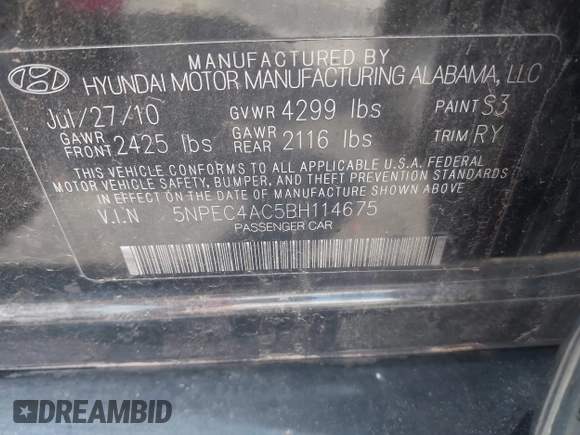 MANUFACTURED BY
HYUNDAI MOTOR MANUFACTURING ALABAMA, LLC
Jul/27/10 GVWR 4299 lbs PAINT S3
GAWR FRONT 2425 lbs GAWR REAR 2116 lbs TRIM RY
THIS VEHICLE CONFORMS TO ALL APPLICABLE U.S.A. FEDERAL
MOTOR VEHICLE SAFETY, BUMPER, AND THEFT PREVENTION STANDARDS
IN EFFECT ON THE DATE OF MANUFACTURE SHOWN ABOVE
V.I.N 5NPEC4AC5BH114675
PASSENGER CAR
DREAMBID